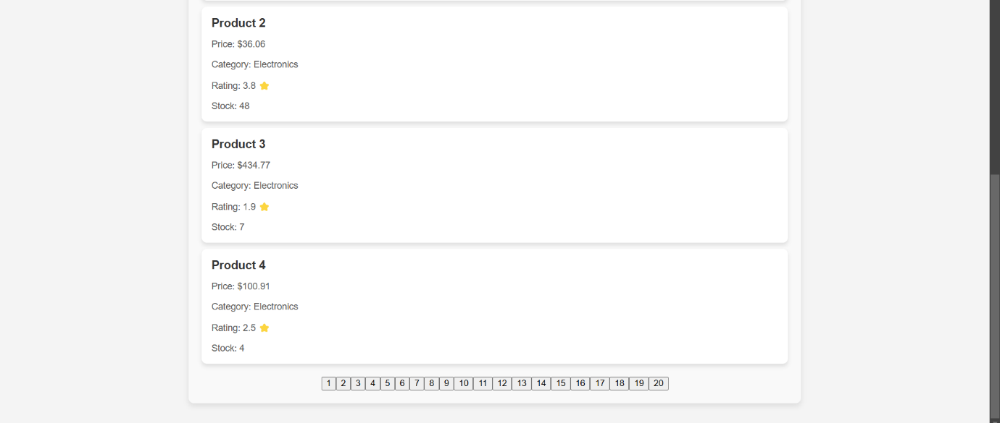 Product 2
Price: $36.06
Category: Electronics
Rating: 3.8 ⭐
Stock: 48
Product 3
Price: $434.77
Category: Electronics
Rating: 1.9 ⭐
Stock: 7
Product 4
Price: $100.91
Category: Electronics
Rating: 2.5 ⭐
Stock: 4
1 2 3 4 5 6 7 8 9 10 11 12 13 14 15 16 17 18 19 20